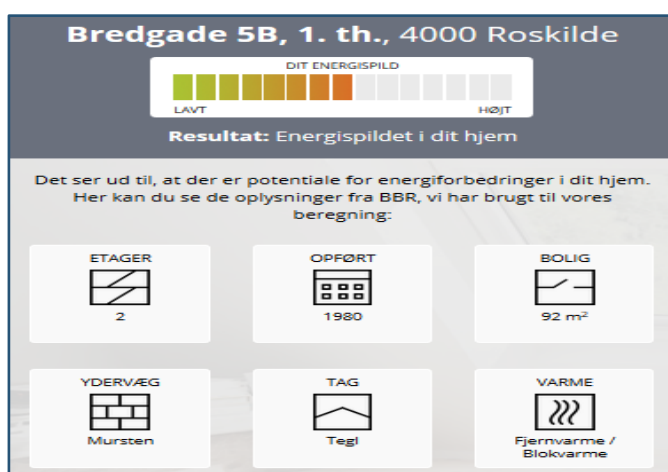 Bredgade 5B, 1. th., 4000 Roskilde
DIT ENERGISPILD
LAVT
HØJT
Resultat: Energispildet i dit hjem
Det ser ud til, at der er potentiale for energiforbedringer i dit hjem.
Her kan du se de oplysninger fra BBR, vi har brugt til vores
beregning:
ETAGER
2
OPFØRT
1980
BOLIG
92 m²
YDERVÆG
Mursten
TAG
Tegl
VARME
Fjernvarme /
Blokvarme